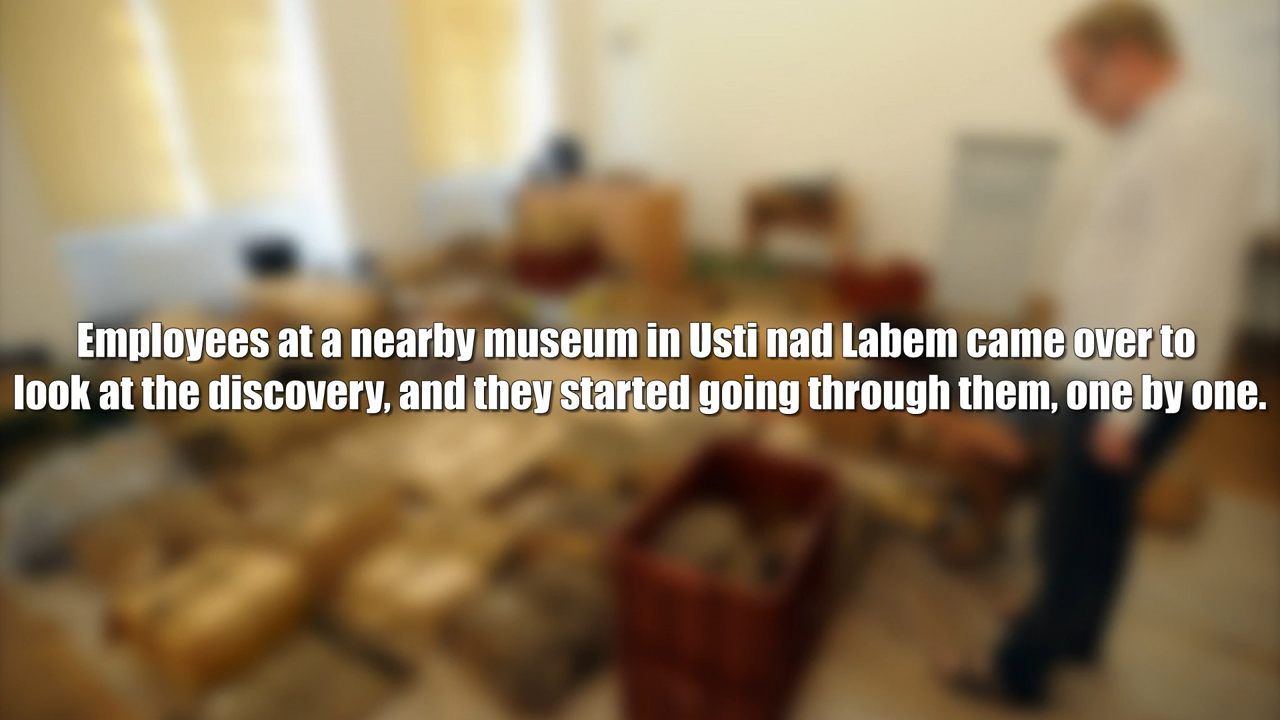 Employees at a nearby museum in Usti nad Labem came over to
look at the discovery, and they started going through them, one by one.